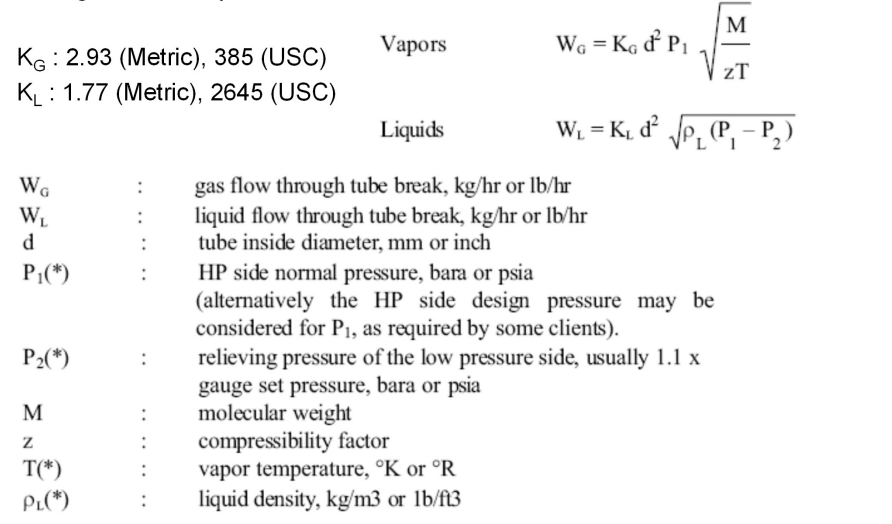 K_G : 2.93 (Metric), 385 (USC)
K_L : 1.77 (Metric), 2645 (USC)
Vapors W_G = K_G d² P₁ √(M / zT)
Liquids W_L = K_L d² √(ρ_L (P₁ – P₂))
W_G : gas flow through tube break, kg/hr or lb/hr
W_L : liquid flow through tube break, kg/hr or lb/hr
d : tube inside diameter, mm or inch
P₁(*) : HP side normal pressure, bara or psia
(alternatively the HP side design pressure may be
considered for P₁, as required by some clients).
P₂(*) : relieving pressure of the low pressure side, usually 1.1 x
gauge set pressure, bara or psia
M : molecular weight
z : compressibility factor
T(*) : vapor temperature, °K or °R
ρ_L(*) : liquid density, kg/m3 or lb/ft3